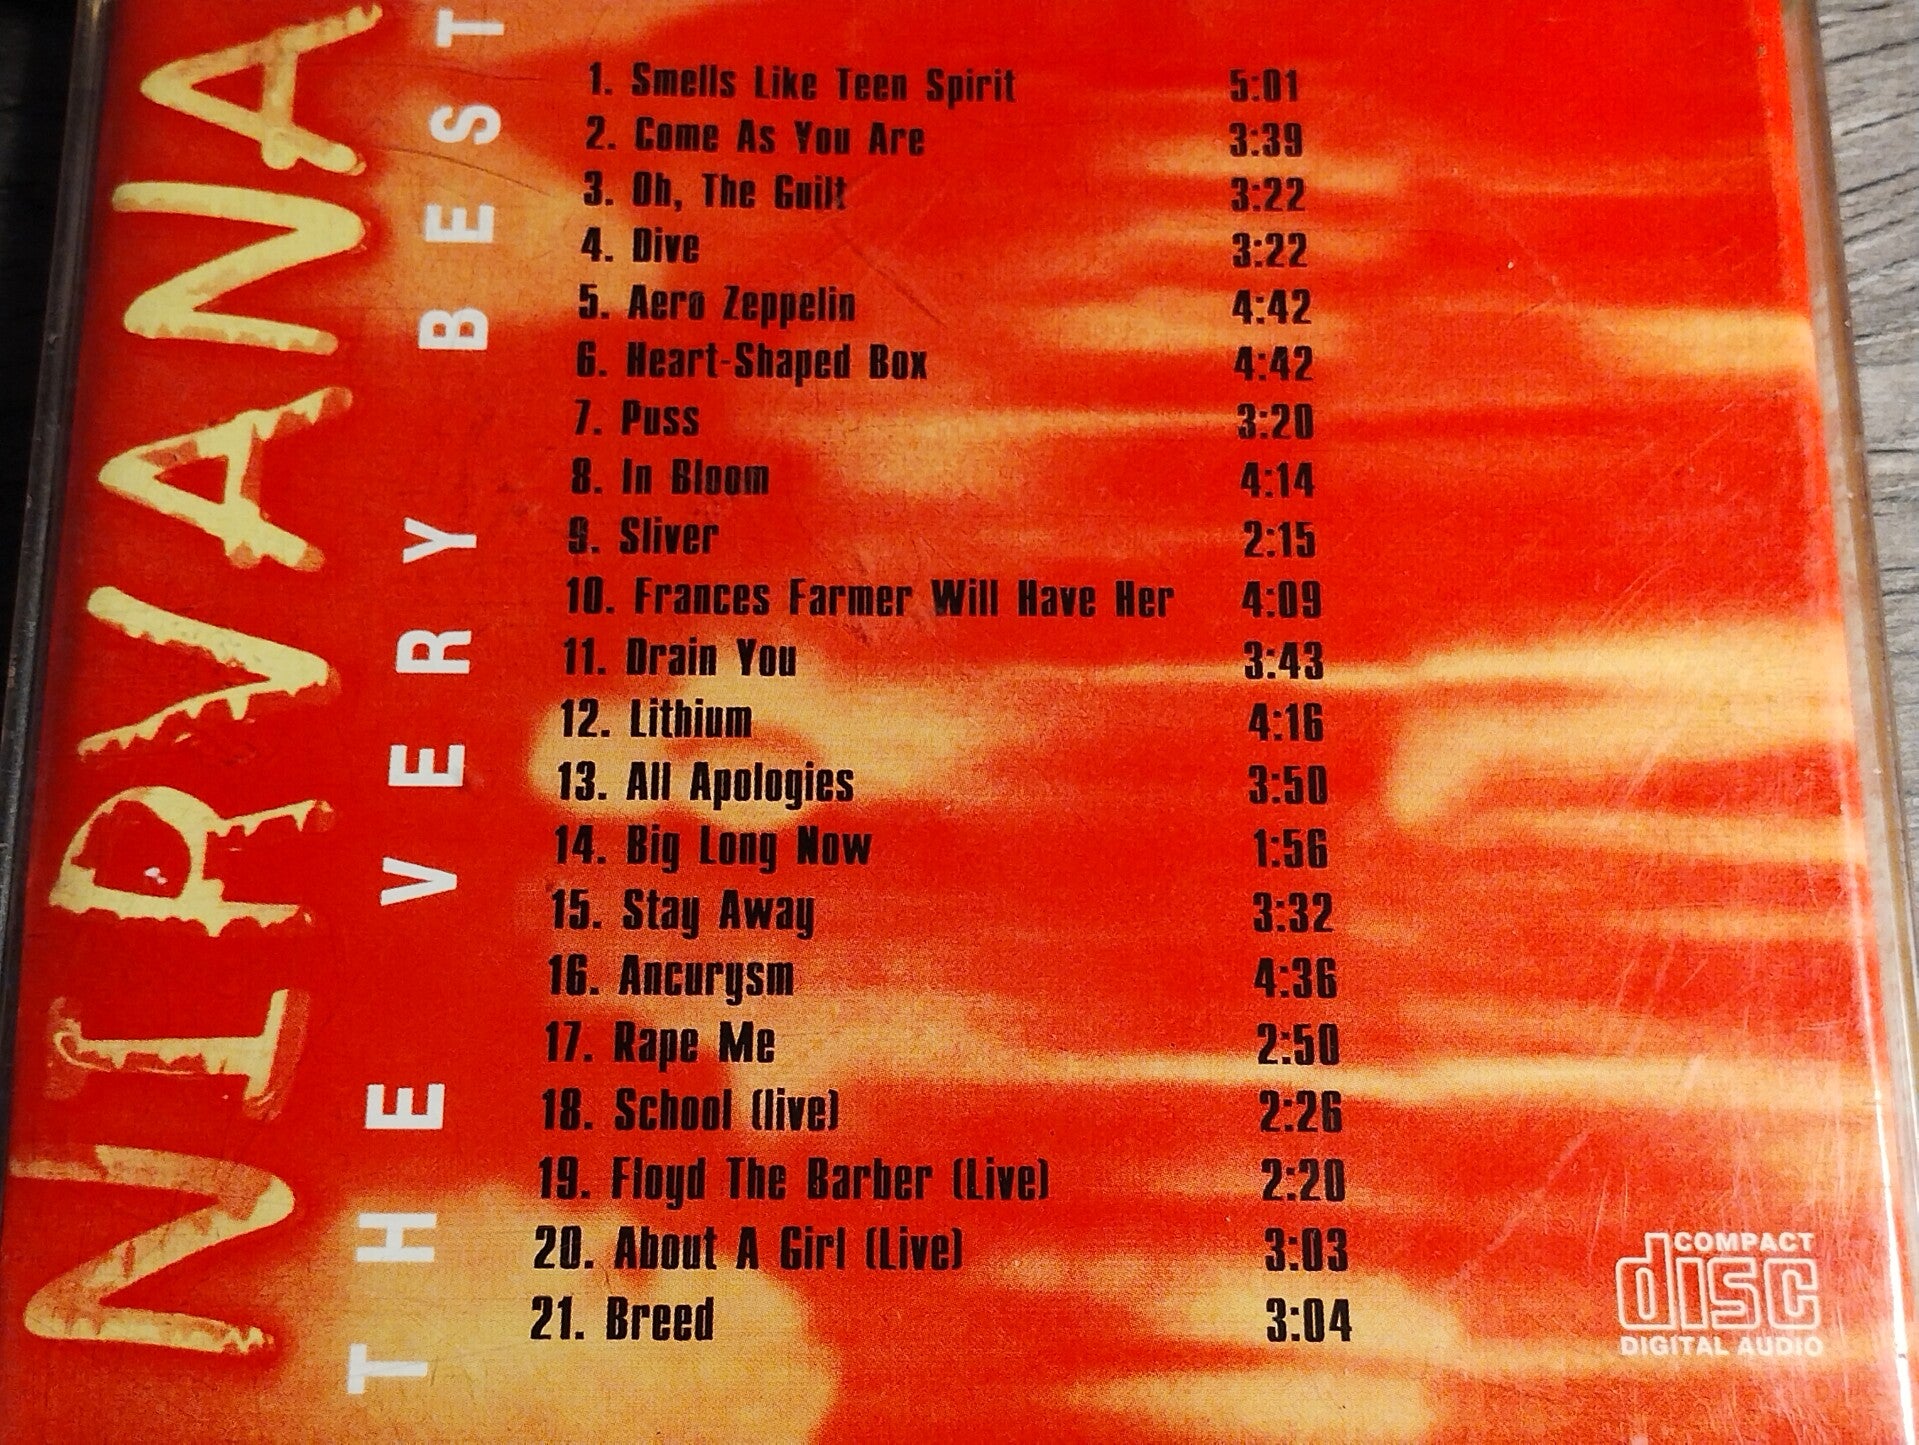 NIRVANA
THE VERY BEST
1. Smells Like Teen Spirit 5:01
2. Come As You Are 3:39
3. Oh, The Guilt 3:22
4. Dive 3:22
5. Aero Zeppelin 4:42
6. Heart-Shaped Box 4:42
7. Puss 3:20
8. In Bloom 4:14
9. Sliver 2:15
10. Frances Farmer Will Have Her 4:09
11. Drain You 3:43
12. Lithium 4:16
13. All Apologies 3:50
14. Big Long Now 1:56
15. Stay Away 3:32
16. Ancurysm 4:36
17. Rape Me 2:50
18. School (live) 2:26
19. Floyd The Barber (Live) 2:20
20. About A Girl (Live) 3:03
21. Breed 3:04
COMPACT
disc
DIGITAL AUDIO